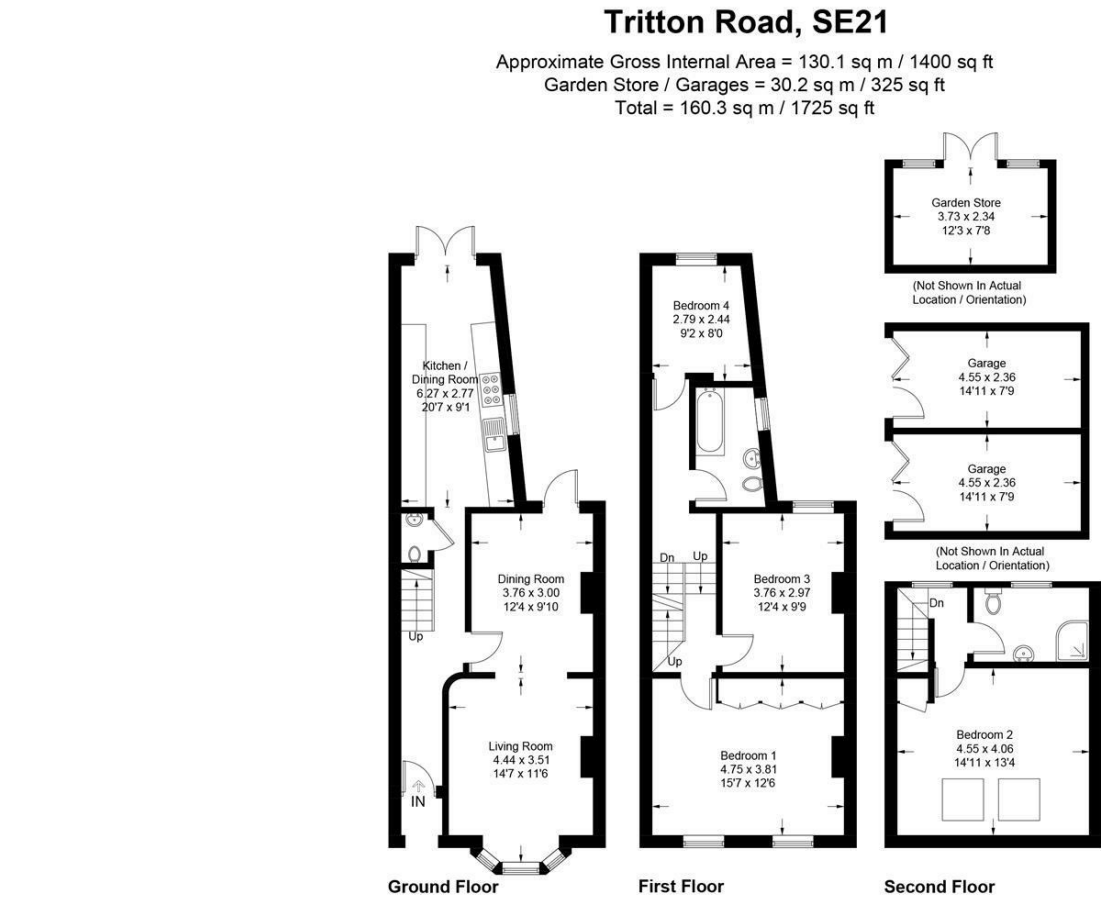 Tritton Road, SE21
Approximate Gross Internal Area = 130.1 sq m / 1400 sq ft
Garden Store / Garages = 30.2 sq m / 325 sq ft
Total = 160.3 sq m / 1725 sq ft
Garden Store
3.73 x 2.34
12'3 x 7'8
(Not Shown In Actual
Location / Orientation)
Kitchen /
Dining Room
6.27 x 2.77
20'7 x 9'1
Up
Dining Room
3.76 x 3.00
12'4 x 9'10
Living Room
4.44 x 3.51
14'7 x 11'6
IN
Ground Floor
Bedroom 4
2.79 x 2.44
9'2 x 8'0
Dn
Up
Bedroom 3
3.76 x 2.97
12'4 x 9'9
Up
Bedroom 1
4.75 x 3.81
15'7 x 12'6
First Floor
Garage
4.55 x 2.36
14'11 x 7'9
Garage
4.55 x 2.36
14'11 x 7'9
(Not Shown In Actual
Location / Orientation)
Dn
Bedroom 2
4.55 x 4.06
14'11 x 13'4
Second Floor